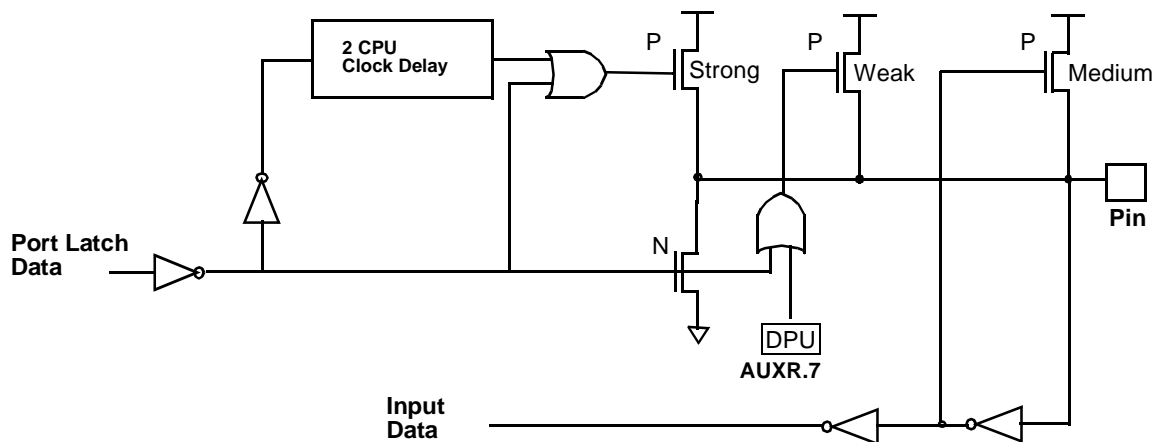 2 CPU
Clock Delay
P
Strong
P
Weak
P
Medium
Pin
Port Latch
Data
N
DPU
AUXR.7
Input
Data